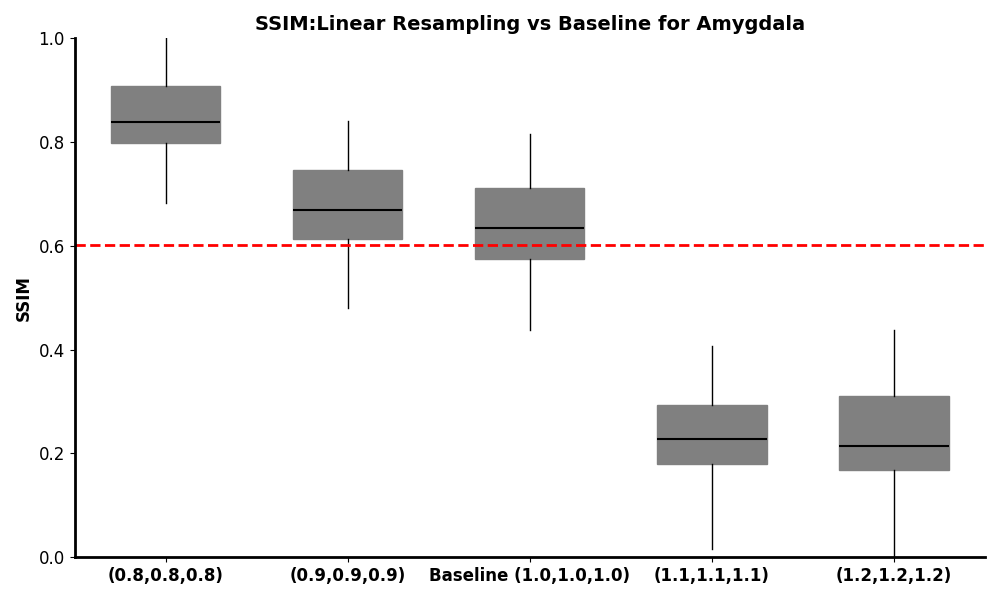 SSIM:Linear Resampling vs Baseline for Amygdala
1.0
0.8
0.6
0.4
0.2
0.0
SSIM
(0.8,0.8,0.8) (0.9,0.9,0.9) Baseline (1.0,1.0,1.0) (1.1,1.1,1.1) (1.2,1.2,1.2)